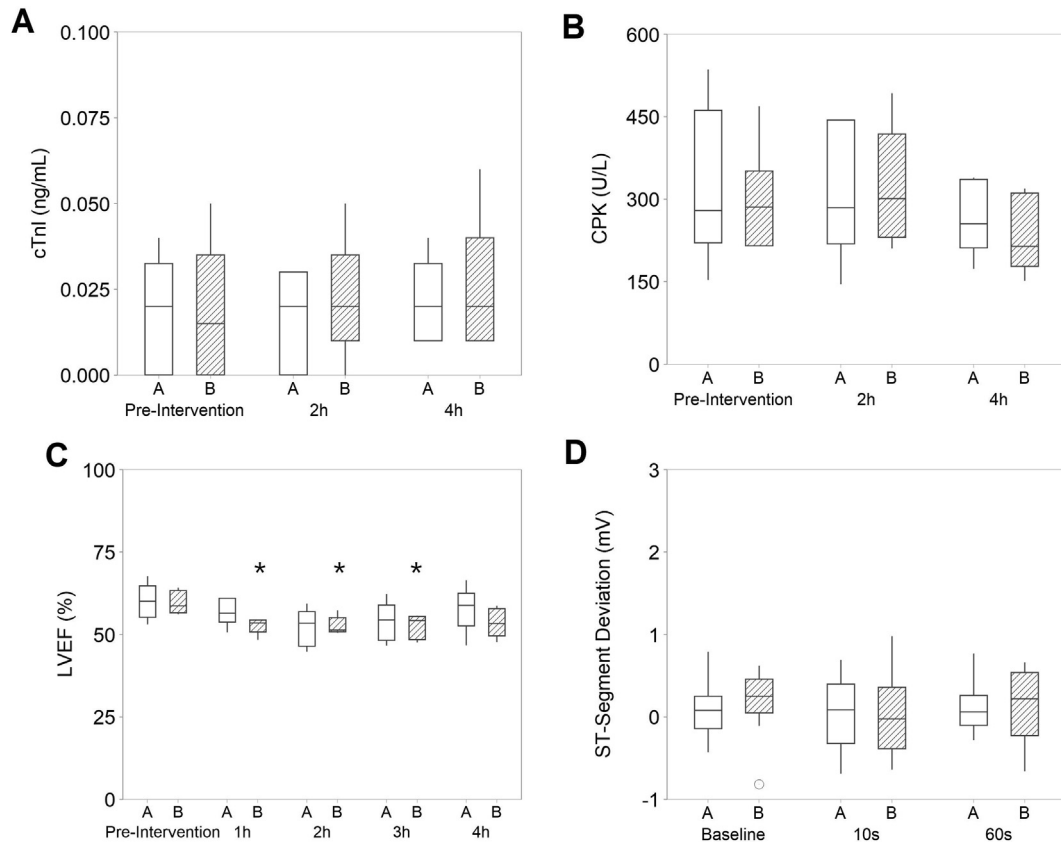 A
cTnI (ng/mL)
0.100
0.075
0.050
0.025
0.000
A B A B A B
Pre-Intervention 2h 4h
B
CPK (U/L)
600
450
300
150
0
A B A B A B
Pre-Intervention 2h 4h
C
LVEF (%)
100
75
50
25
0
* * *
A B A B A B A B A B
Pre-Intervention 1h 2h 3h 4h
D
ST-Segment Deviation (mV)
3
2
1
0
-1
A B A B A B
Baseline 10s 60s